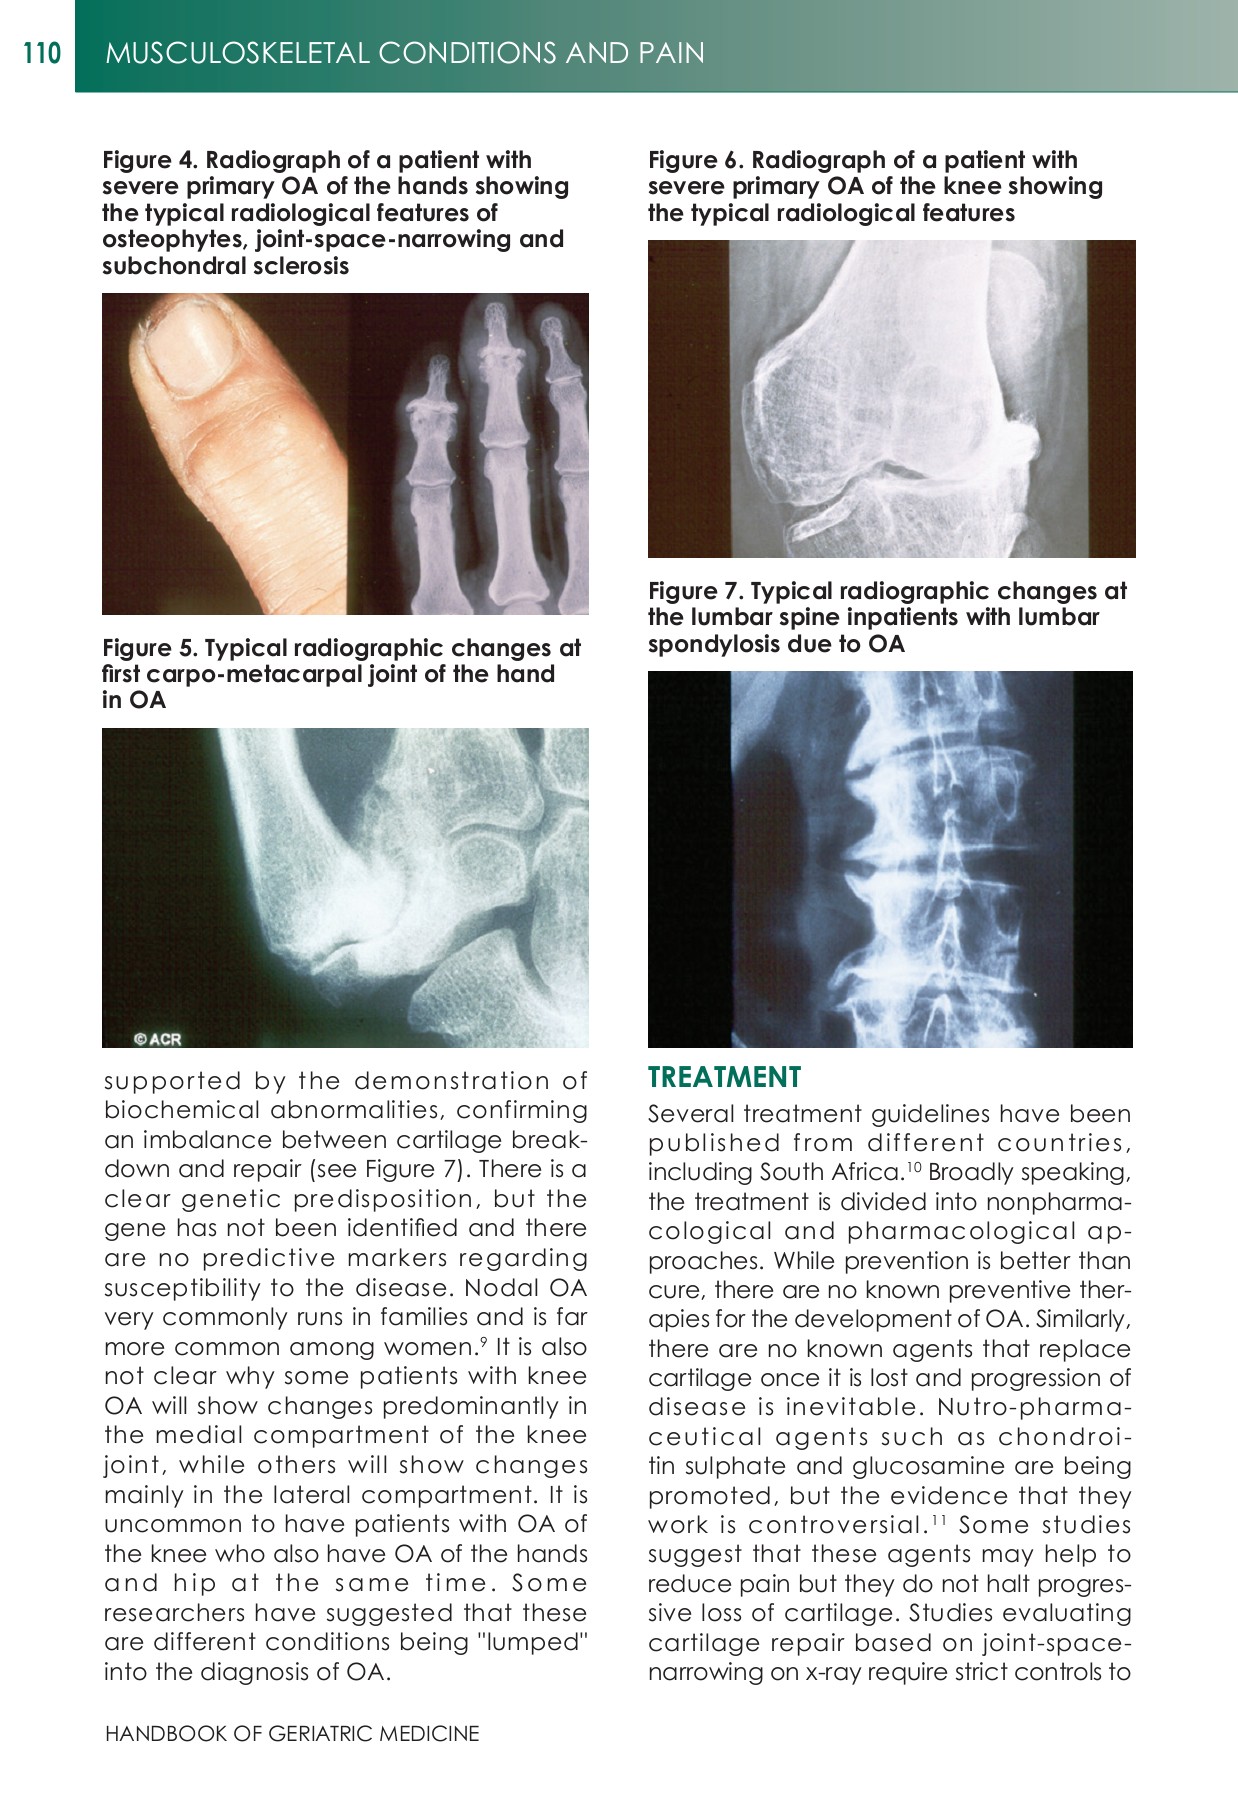 110
MUSCULOSKELETAL CONDITIONS AND PAIN
Figure 4. Radiograph of a patient with
severe primary OA of the hands showing
the typical radiological features of
osteophytes, joint-space-narrowing and
subchondral sclerosis
Figure 5. Typical radiographic changes at
first carpo-metacarpal joint of the hand
in OA
© ACR
supported by the demonstration of
biochemical abnormalities, confirming
an imbalance between cartilage break-
down and repair (see Figure 7). There is a
clear genetic predisposition, but the
gene has not been identified and there
are no predictive markers regarding
susceptibility to the disease. Nodal OA
very commonly runs in families and is far
more common among women.⁹ It is also
not clear why some patients with knee
OA will show changes predominantly in
the medial compartment of the knee
joint, while others will show changes
mainly in the lateral compartment. It is
uncommon to have patients with OA of
the knee who also have OA of the hands
and hip at the same time. Some
researchers have suggested that these
are different conditions being "lumped"
into the diagnosis of OA.
Figure 6. Radiograph of a patient with
severe primary OA of the knee showing
the typical radiological features
Figure 7. Typical radiographic changes at
the lumbar spine inpatients with lumbar
spondylosis due to OA
TREATMENT
Several treatment guidelines have been
published from different countries,
including South Africa.¹⁰ Broadly speaking,
the treatment is divided into nonpharma-
cological and pharmacological ap-
proaches. While prevention is better than
cure, there are no known preventive ther-
apies for the development of OA. Similarly,
there are no known agents that replace
cartilage once it is lost and progression of
disease is inevitable. Nutro-pharma-
ceutical agents such as chondroi-
tin sulphate and glucosamine are being
promoted, but the evidence that they
work is controversial.¹¹ Some studies
suggest that these agents may help to
reduce pain but they do not halt progres-
sive loss of cartilage. Studies evaluating
cartilage repair based on joint-space-
narrowing on x-ray require strict controls to
HANDBOOK OF GERIATRIC MEDICINE